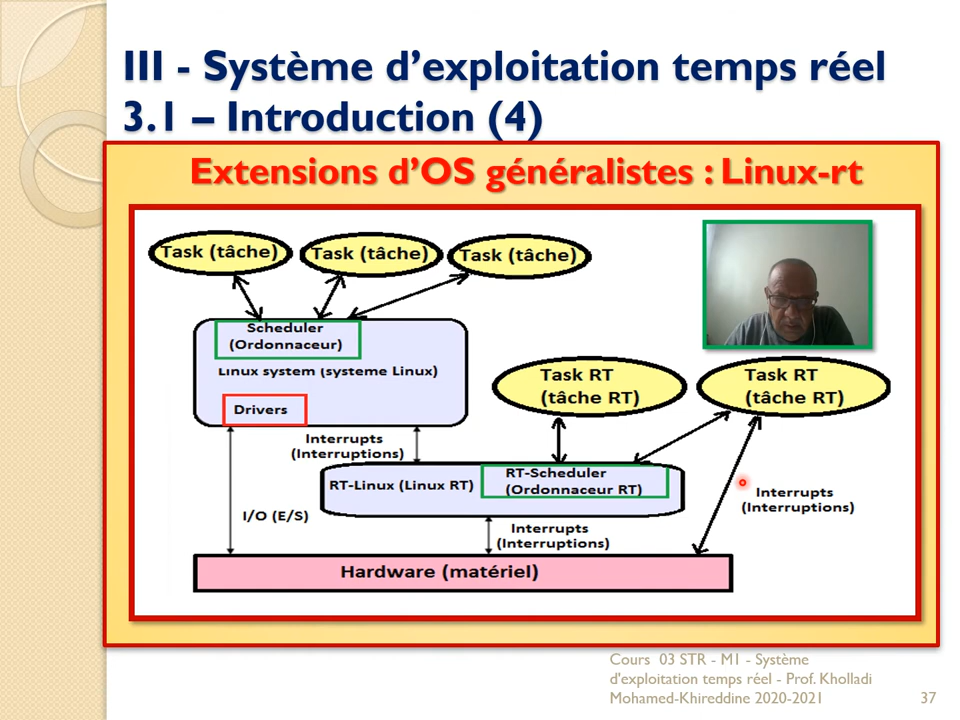 III - Système d’exploitation temps réel
3.1 – Introduction (4)
Extensions d’OS généralistes : Linux-rt
Task (tâche)
Task (tâche)
Task (tâche)
Scheduler
(Ordonnaceur)
Linux system (systeme Linux)
Drivers
Task RT
(tâche RT)
Task RT
(tâche RT)
Interrupts
(Interruptions)
RT-Linux (Linux RT)
RT-Scheduler
(Ordonnaceur RT)
Interrupts
(Interruptions)
I/O (E/S)
Interrupts
(Interruptions)
Hardware (matériel)
Cours 03 STR - M1 - Système
d'exploitation temps réel - Prof. Kholladi
Mohamed-Khireddine 2020-2021
37